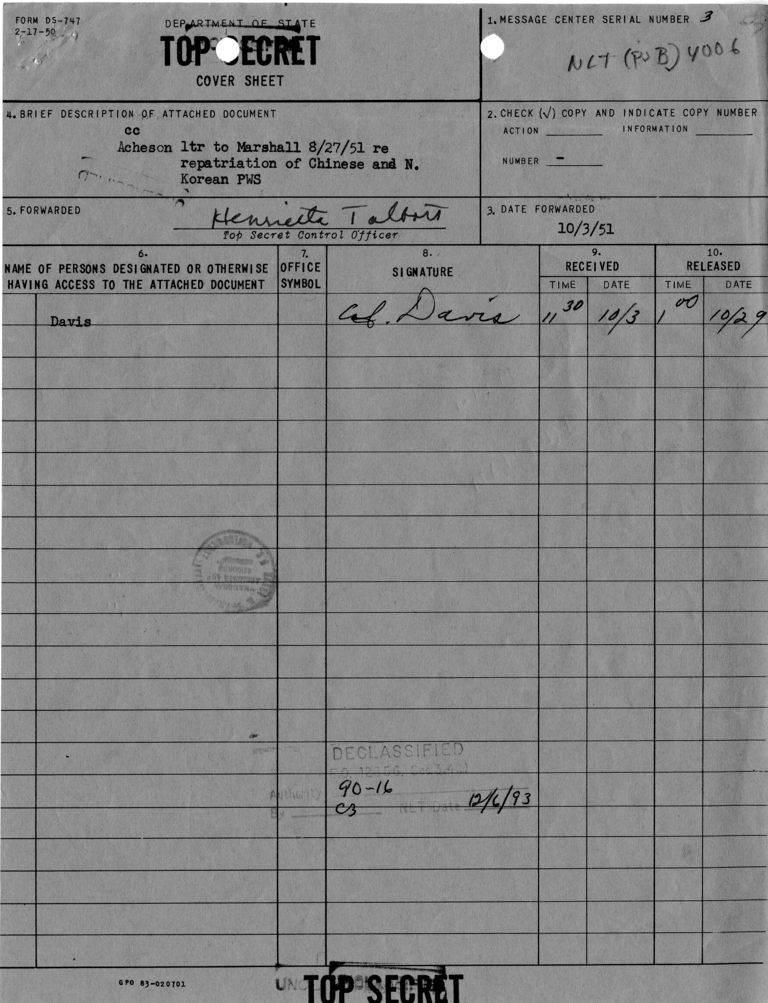 FORM DS-747
2-17-50
DEPARTMENT OF STATE
TOP SECRET
COVER SHEET
1. MESSAGE CENTER SERIAL NUMBER 3
NLT (PSB) 4006
4. BRIEF DESCRIPTION OF ATTACHED DOCUMENT
cc
Acheson ltr to Marshall 8/27/51 re
repatriation of Chinese and N.
Korean PWS
2. CHECK (√) COPY AND INDICATE COPY NUMBER
ACTION INFORMATION
NUMBER -
5. FORWARDED
Henrietta Talbott
Top Secret Control Officer
3. DATE FORWARDED
10/3/51
6.
NAME OF PERSONS DESIGNATED OR OTHERWISE
HAVING ACCESS TO THE ATTACHED DOCUMENT
7.
OFFICE
SYMBOL
8.
SIGNATURE
9.
RECEIVED
TIME DATE
10.
RELEASED
TIME DATE
Davis Davis 11 30 10/3 1 00 10/29
DECLASSIFIED
Authority 90-16
By C3 NLT Date 12/6/93
GPO 83-020701
TOP SECRET